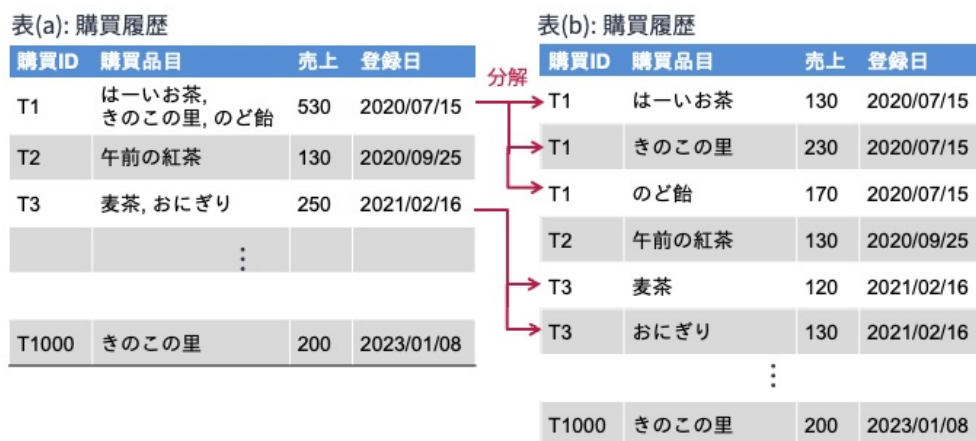 表(a): 購買履歴
購買ID 購買品目 売上 登録日
T1 はーいお茶, きのこの里, のど飴 530 2020/07/15
T2 午前の紅茶 130 2020/09/25
T3 麦茶, おにぎり 250 2021/02/16
⋮
T1000 きのこの里 200 2023/01/08
分解
表(b): 購買履歴
購買ID 購買品目 売上 登録日
T1 はーいお茶 130 2020/07/15
T1 きのこの里 230 2020/07/15
T1 のど飴 170 2020/07/15
T2 午前の紅茶 130 2020/09/25
T3 麦茶 120 2021/02/16
T3 おにぎり 130 2021/02/16
⋮
T1000 きのこの里 200 2023/01/08